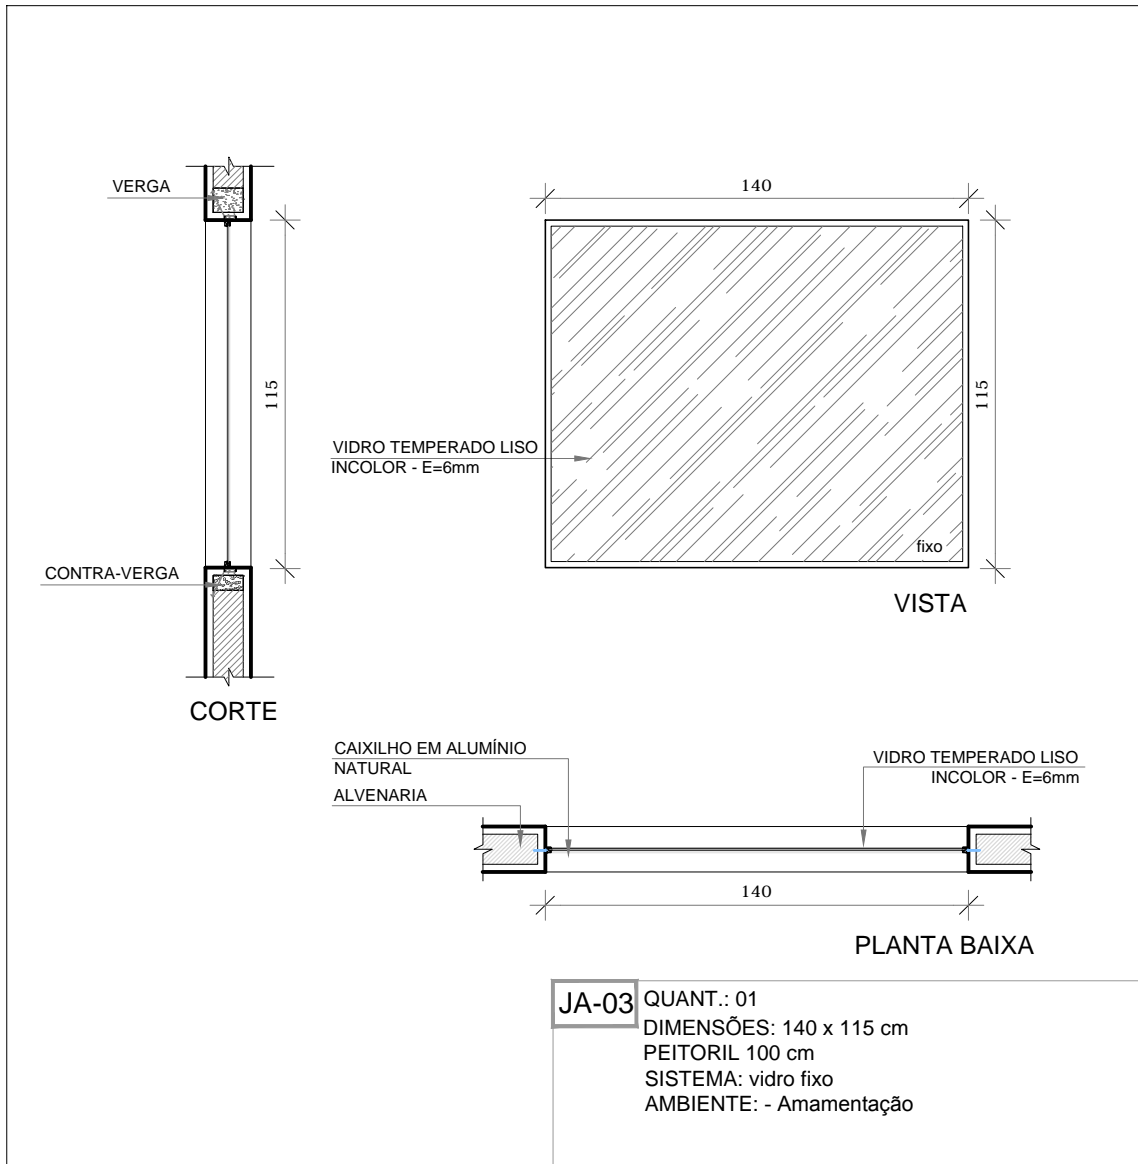 VERGA
115
CONTRA-VERGA
CORTE
140
115
VIDRO TEMPERADO LISO
INCOLOR - E=6mm
fixo
VISTA
CAIXILHO EM ALUMÍNIO
NATURAL
ALVENARIA
VIDRO TEMPERADO LISO
INCOLOR - E=6mm
140
PLANTA BAIXA
JA-03
QUANT.: 01
DIMENSÕES: 140 x 115 cm
PEITORIL 100 cm
SISTEMA: vidro fixo
AMBIENTE: - Amamentação